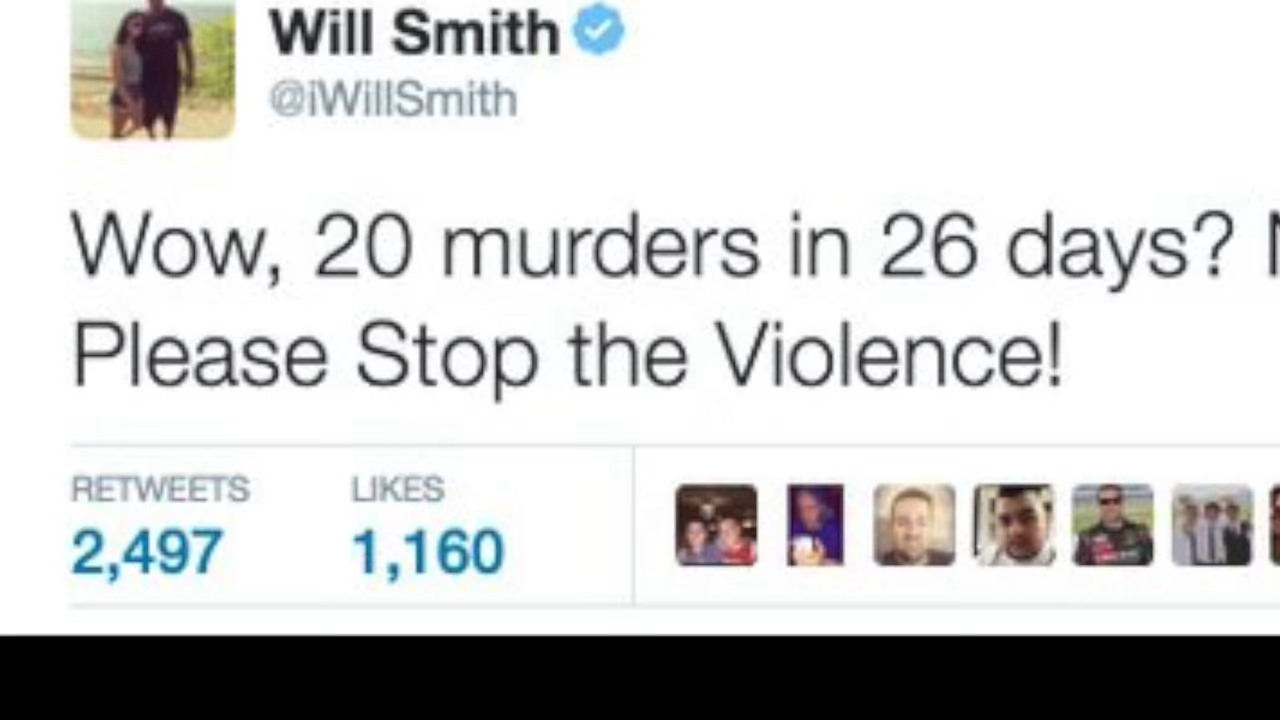 Will Smith
@iWillSmith
Wow, 20 murders in 26 days?
Please Stop the Violence!
RETWEETS LIKES
2,497 1,160